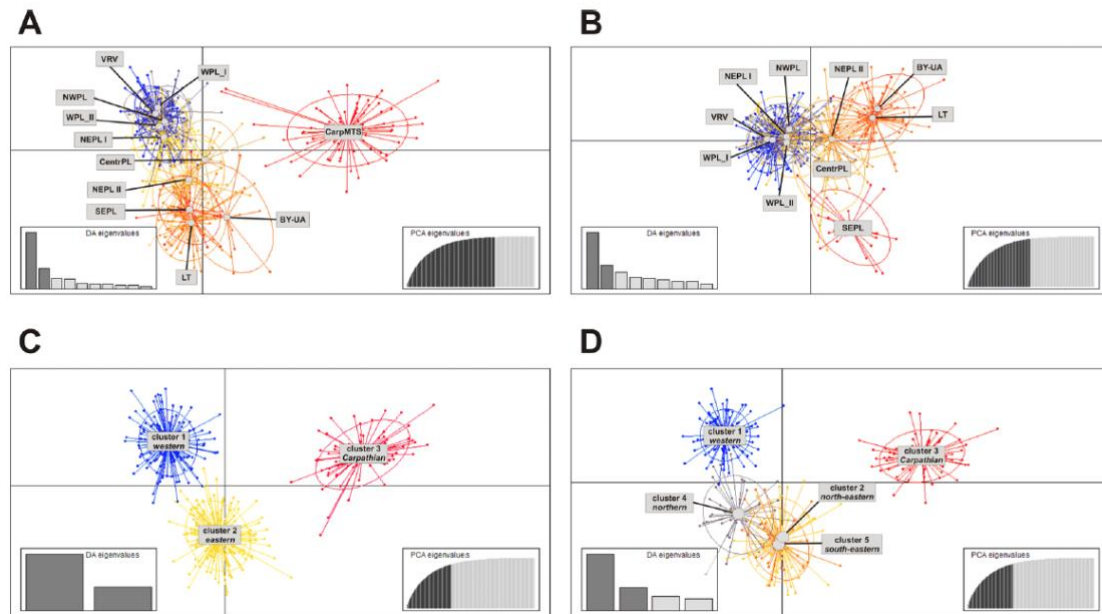 A
VRV
WPL_I
NWPL
WPL_II
NEPL I
CarpMTS
CentrPL
NEPL II
SEPL
BY-UA
LT
DA eigenvalues
PCA eigenvalues
B
NEPL I
NWPL
NEPL II
BY-UA
VRV
LT
WPL_I
CentrPL
WPL_II
SEPL
DA eigenvalues
PCA eigenvalues
C
cluster 1
western
cluster 3
Carpathian
cluster 2
eastern
DA eigenvalues
PCA eigenvalues
D
cluster 1
western
cluster 3
Carpathian
cluster 2
north-eastern
cluster 4
northern
cluster 5
south-eastern
DA eigenvalues
PCA eigenvalues